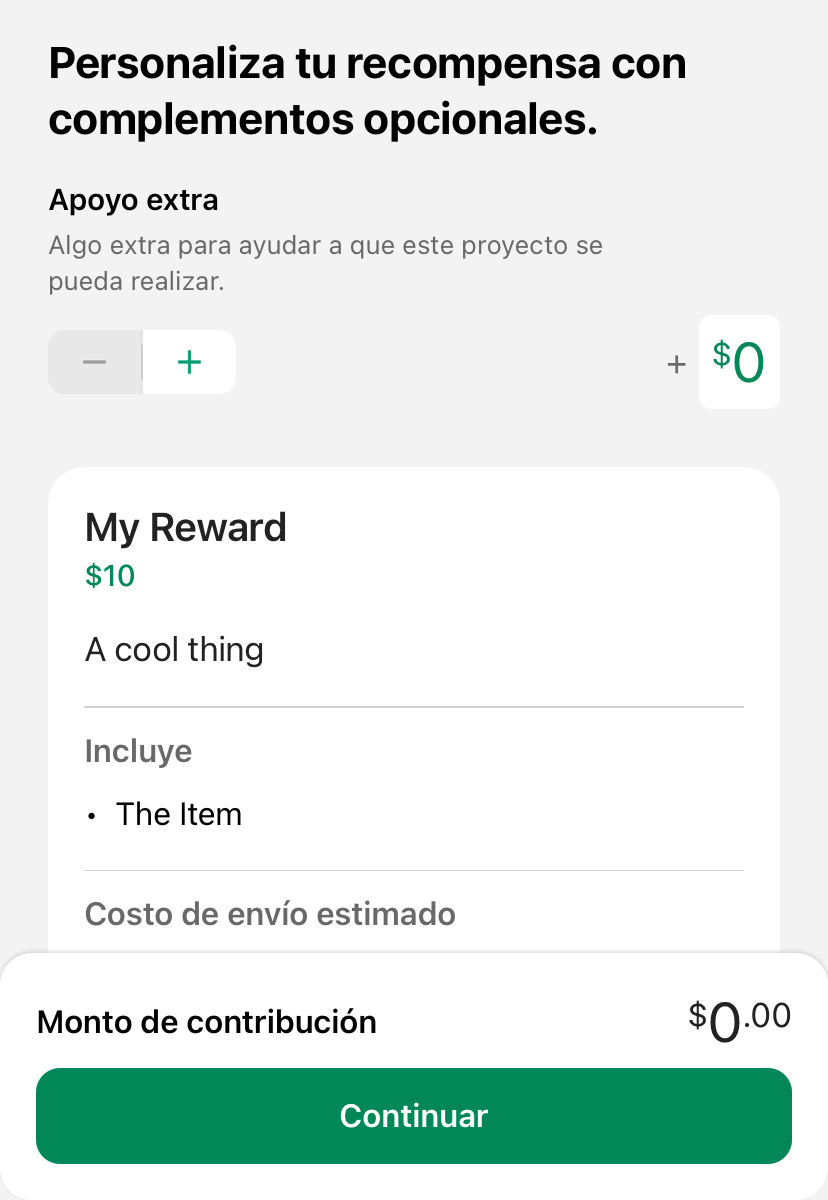 Personaliza tu recompensa con
complementos opcionales.
Apoyo extra
Algo extra para ayudar a que este proyecto se
pueda realizar.
− + + $0
My Reward
$10
A cool thing
Incluye
• The Item
Costo de envío estimado
Monto de contribución $0.00
Continuar